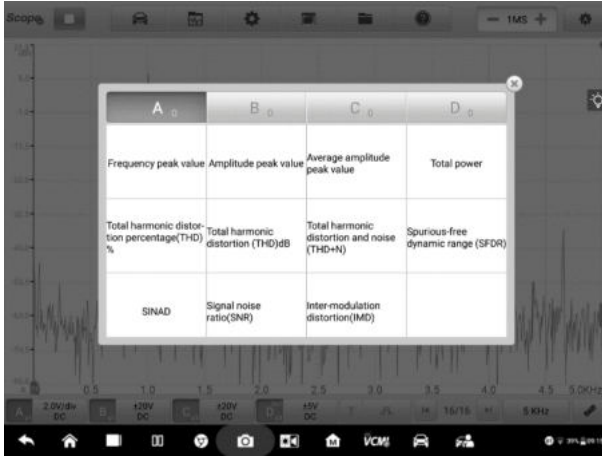 Scope
1MS
A 0
B 0
C 0
D 0
Frequency peak value
Amplitude peak value
Average amplitude
peak value
Total power
Total harmonic distor-
tion percentage(THD)
%
Total harmonic
distortion (THD)dB
Total harmonic
distortion and noise
(THD+N)
Spurious-free
dynamic range (SFDR)
SINAD
Signal noise
ratio(SNR)
Inter-modulation
distortion(IMD)
0.5
1.0
1.5
2.0
2.5
3.0
3.5
4.0
4.5
5.0KHz
A
2.0V/div
DC
B
±20V
DC
C
±20V
DC
D
±5V
DC
16/16
5 KHz
M
VCMI